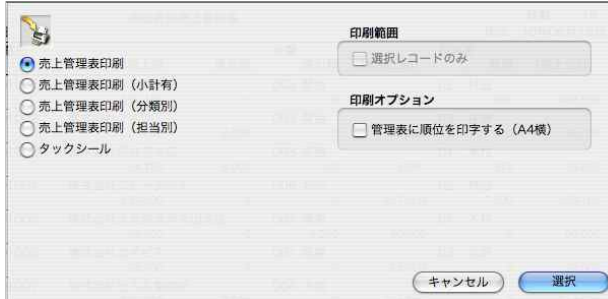 売上管理表印刷
売上管理表印刷（小計有）
売上管理表印刷（分類別）
売上管理表印刷（担当別）
タックシール
印刷範囲
選択レコードのみ
印刷オプション
管理表に順位を印字する（A4横）
キャンセル
選択